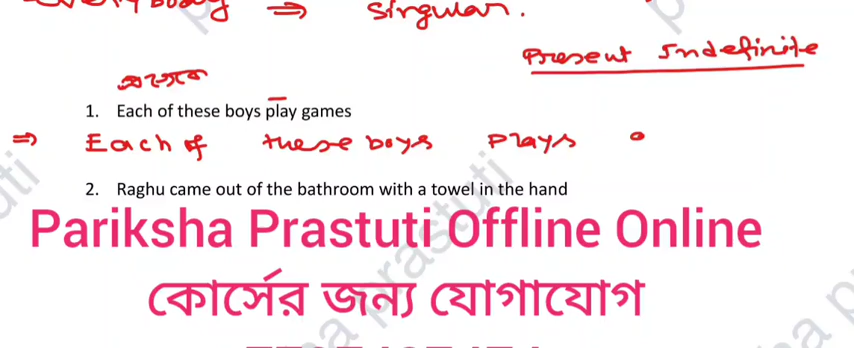 ⇒ Singular.
Present Indefinite
প্রত্যেকে
1. Each of these boys play games
⇒ Each of these boys plays
2. Raghu came out of the bathroom with a towel in the hand
Pariksha Prastuti Offline Online
কোর্সের জন্য যোগাযোগ